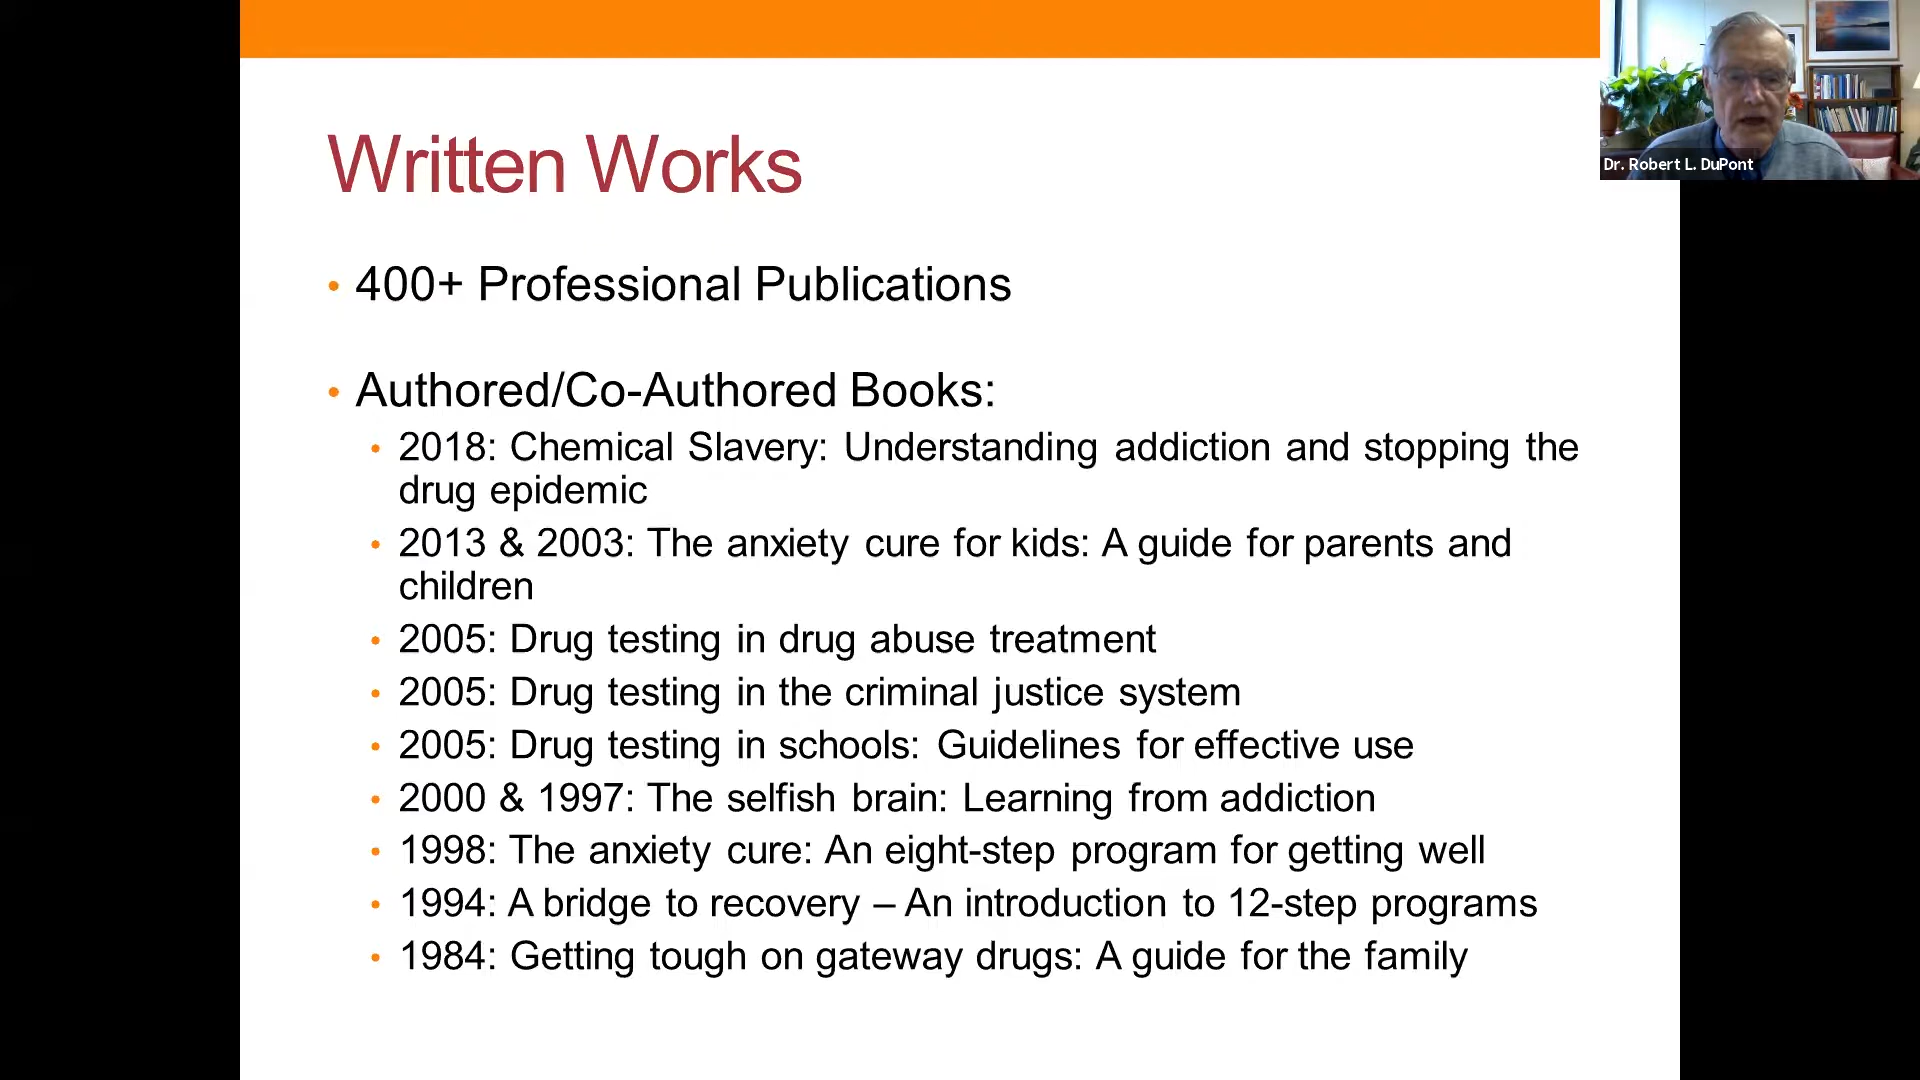 Written Works
• 400+ Professional Publications
• Authored/Co-Authored Books:
• 2018: Chemical Slavery: Understanding addiction and stopping the
drug epidemic
• 2013 & 2003: The anxiety cure for kids: A guide for parents and
children
• 2005: Drug testing in drug abuse treatment
• 2005: Drug testing in the criminal justice system
• 2005: Drug testing in schools: Guidelines for effective use
• 2000 & 1997: The selfish brain: Learning from addiction
• 1998: The anxiety cure: An eight-step program for getting well
• 1994: A bridge to recovery – An introduction to 12-step programs
• 1984: Getting tough on gateway drugs: A guide for the family
Dr. Robert L. DuPont